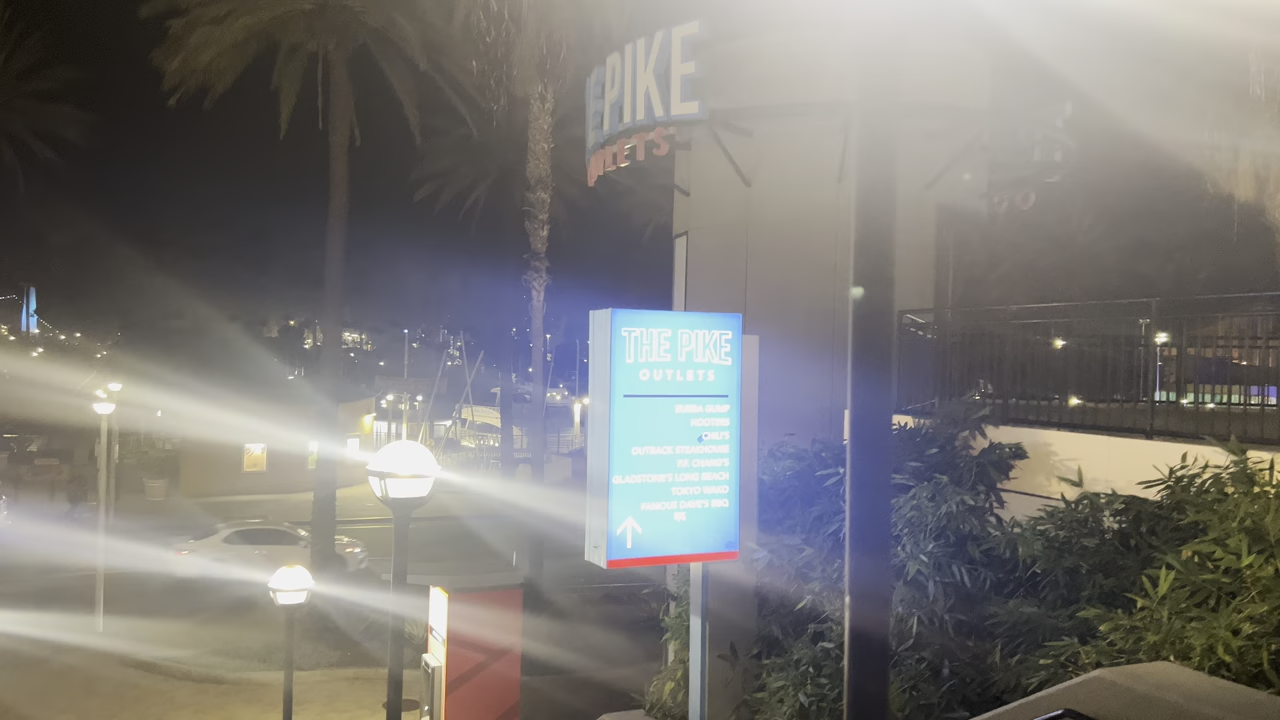 PIKE
OUTLETS
THE PIKE
OUTLETS
BUBBA GUMP
HOOTERS
CHILI'S
OUTBACK STEAKHOUSE
P.F. CHANG'S
GLADSTONE'S LONG BEACH
TOKYO WAKO
FAMOUS DAVE'S BBQ